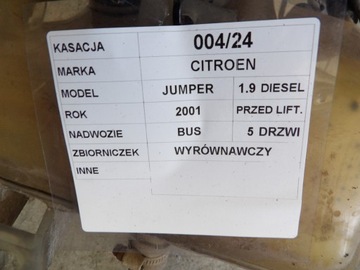 KASACJA 004/24
MARKA CITROEN
MODEL JUMPER 1.9 DIESEL
ROK 2001 PRZED LIFT.
NADWOZIE BUS 5 DRZWI
ZBIORNICZEK WYRÓWNAWCZY
INNE